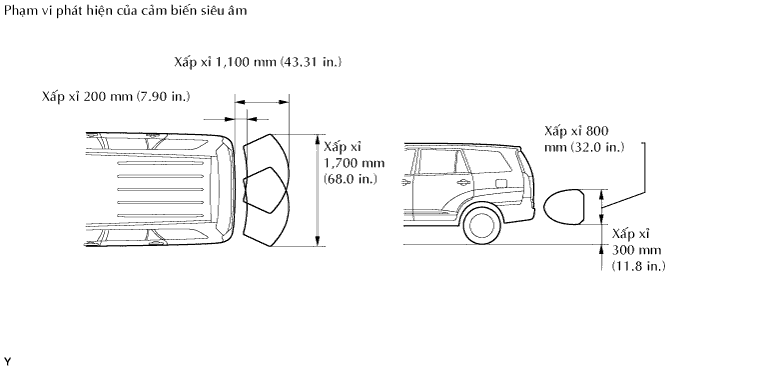 Phạm vi phát hiện của cảm biến siêu âm
Xấp xỉ 1,100 mm (43.31 in.)
Xấp xỉ 200 mm (7.90 in.)
Xấp xỉ
1,700 mm
(68.0 in.)
Xấp xỉ 800
mm (32.0 in.)
Xấp xỉ
300 mm
(11.8 in.)
Y